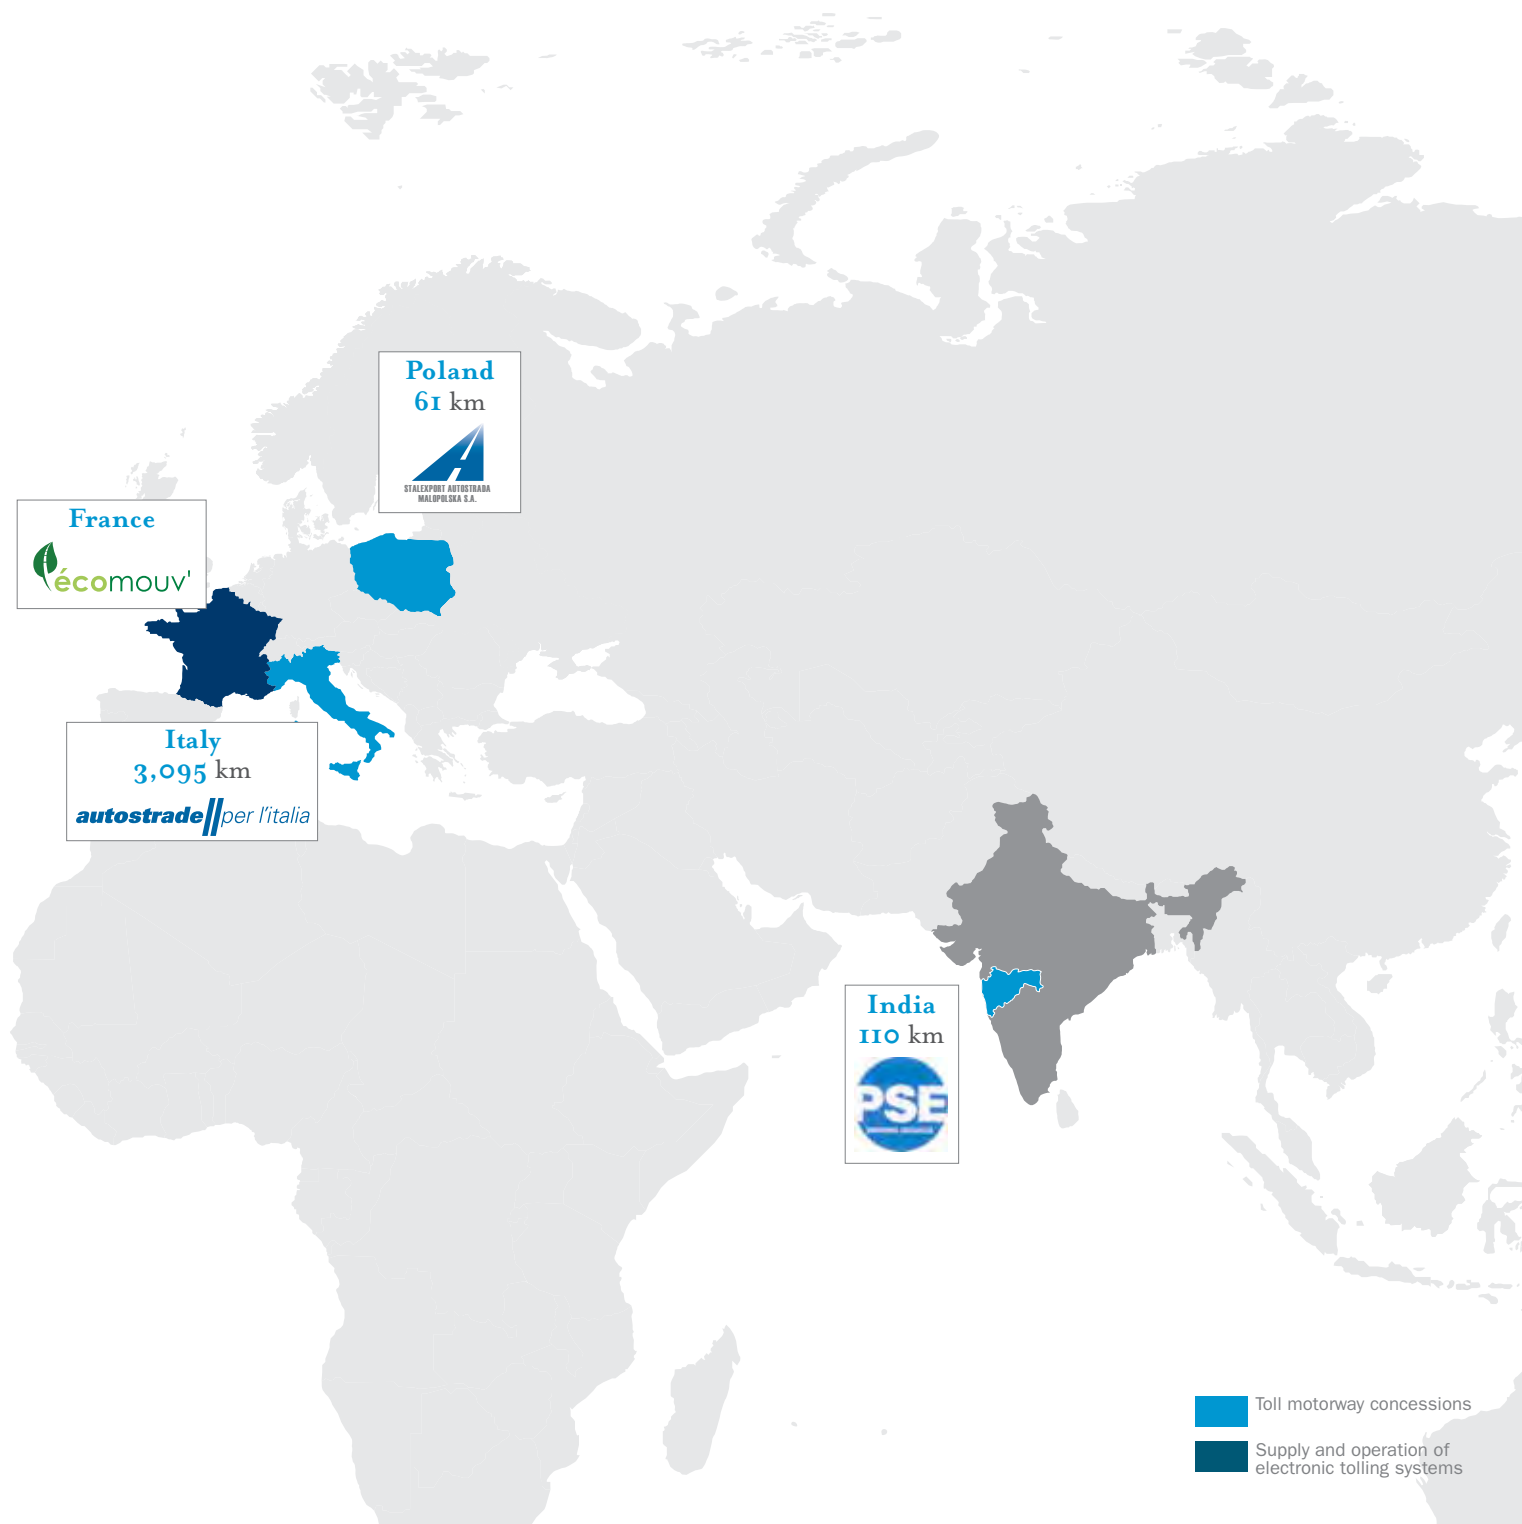 Poland
61 km
STALEXPORT AUTOSTRADA
MAŁOPOLSKA S.A.
France
écomouv'
Italy
3,095 km
autostrade//per l'italia
India
110 km
PSE
Toll motorway concessions
Supply and operation of
electronic tolling systems